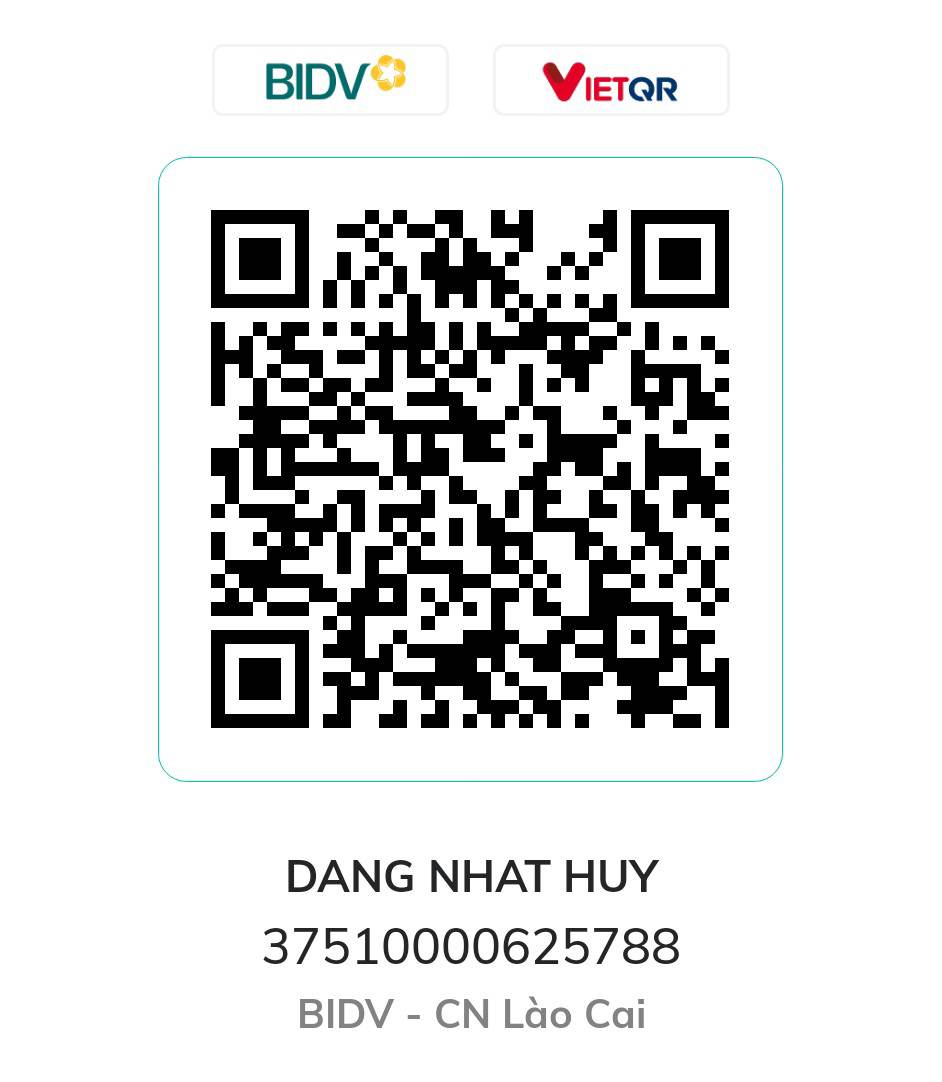 BIDV VIETQR
DANG NHAT HUY
37510000625788
BIDV - CN Lào Cai